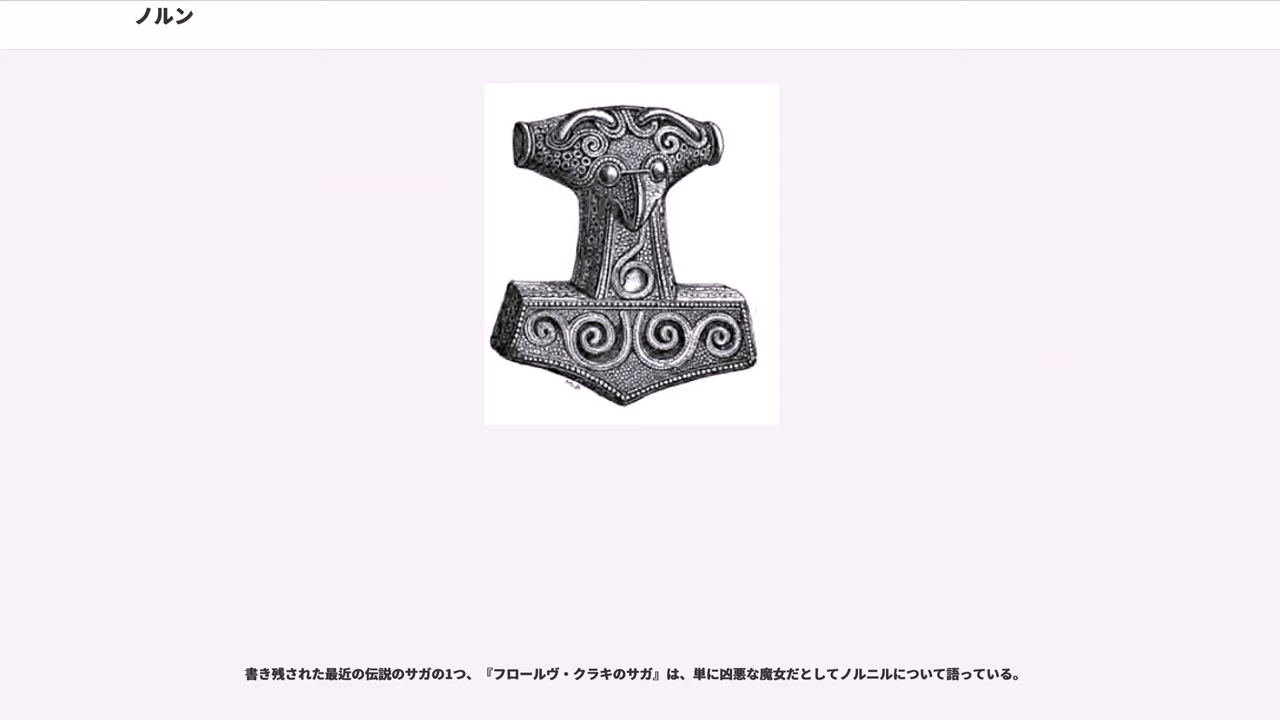 ノルン
書き残された最近の伝説のサガの1つ、『フロールヴ・クラキのサガ』は、単に凶悪な魔女だとしてノルニルについて語っている。